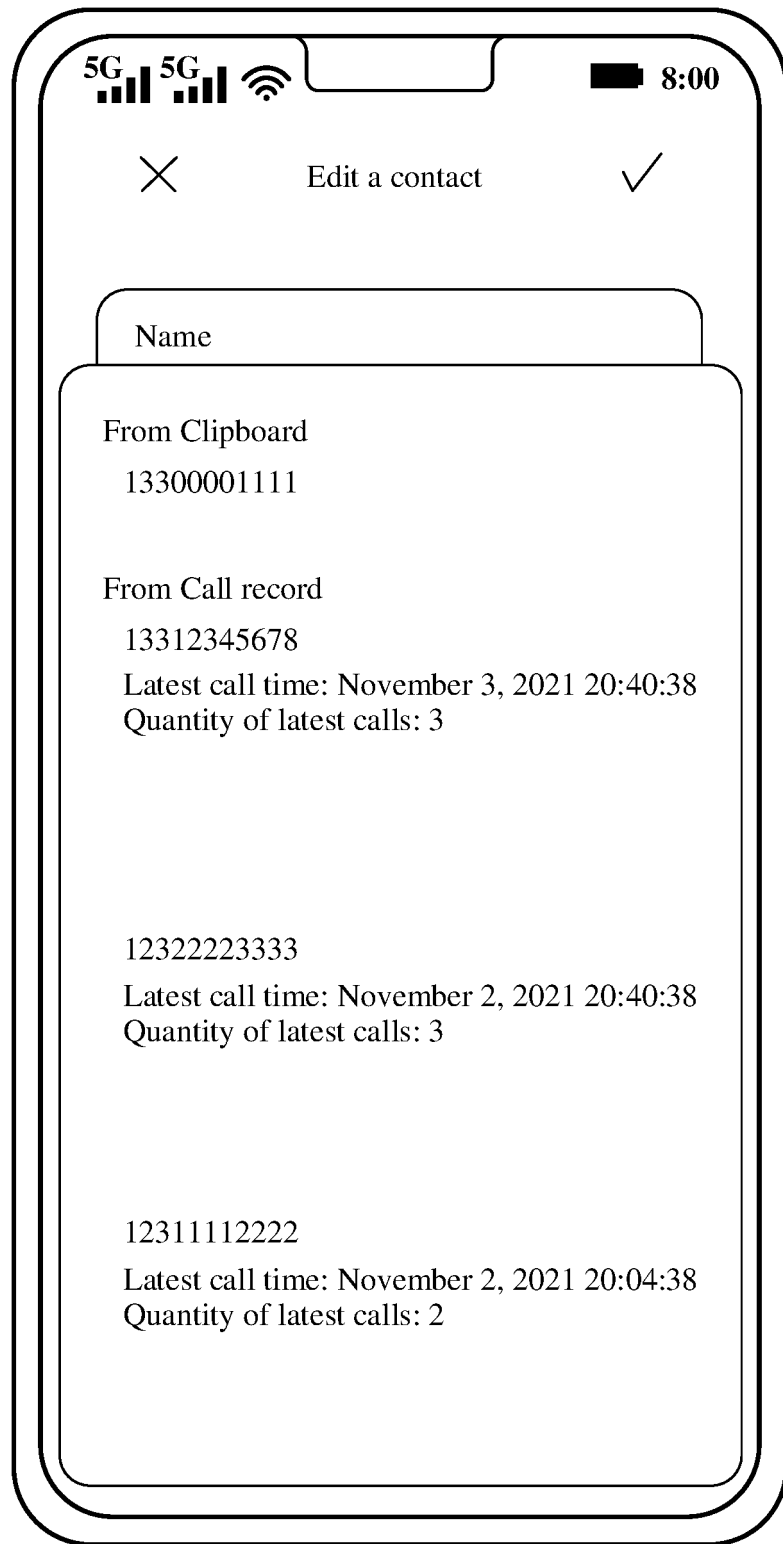 5G 5G 8:00
Edit a contact
Name
From Clipboard
13300001111
From Call record
13312345678
Latest call time: November 3, 2021 20:40:38
Quantity of latest calls: 3
12322223333
Latest call time: November 2, 2021 20:40:38
Quantity of latest calls: 3
12311112222
Latest call time: November 2, 2021 20:04:38
Quantity of latest calls: 2